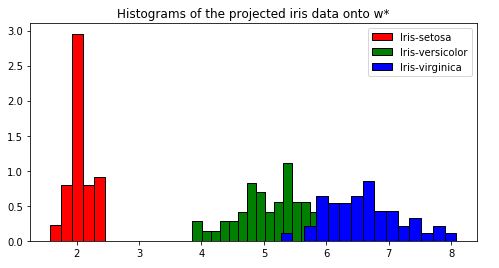 Histograms of the projected iris data onto w*
3.0
2.5
2.0
1.5
1.0
0.5
0.0
Iris-setosa
Iris-versicolor
Iris-virginica
2 3 4 5 6 7 8